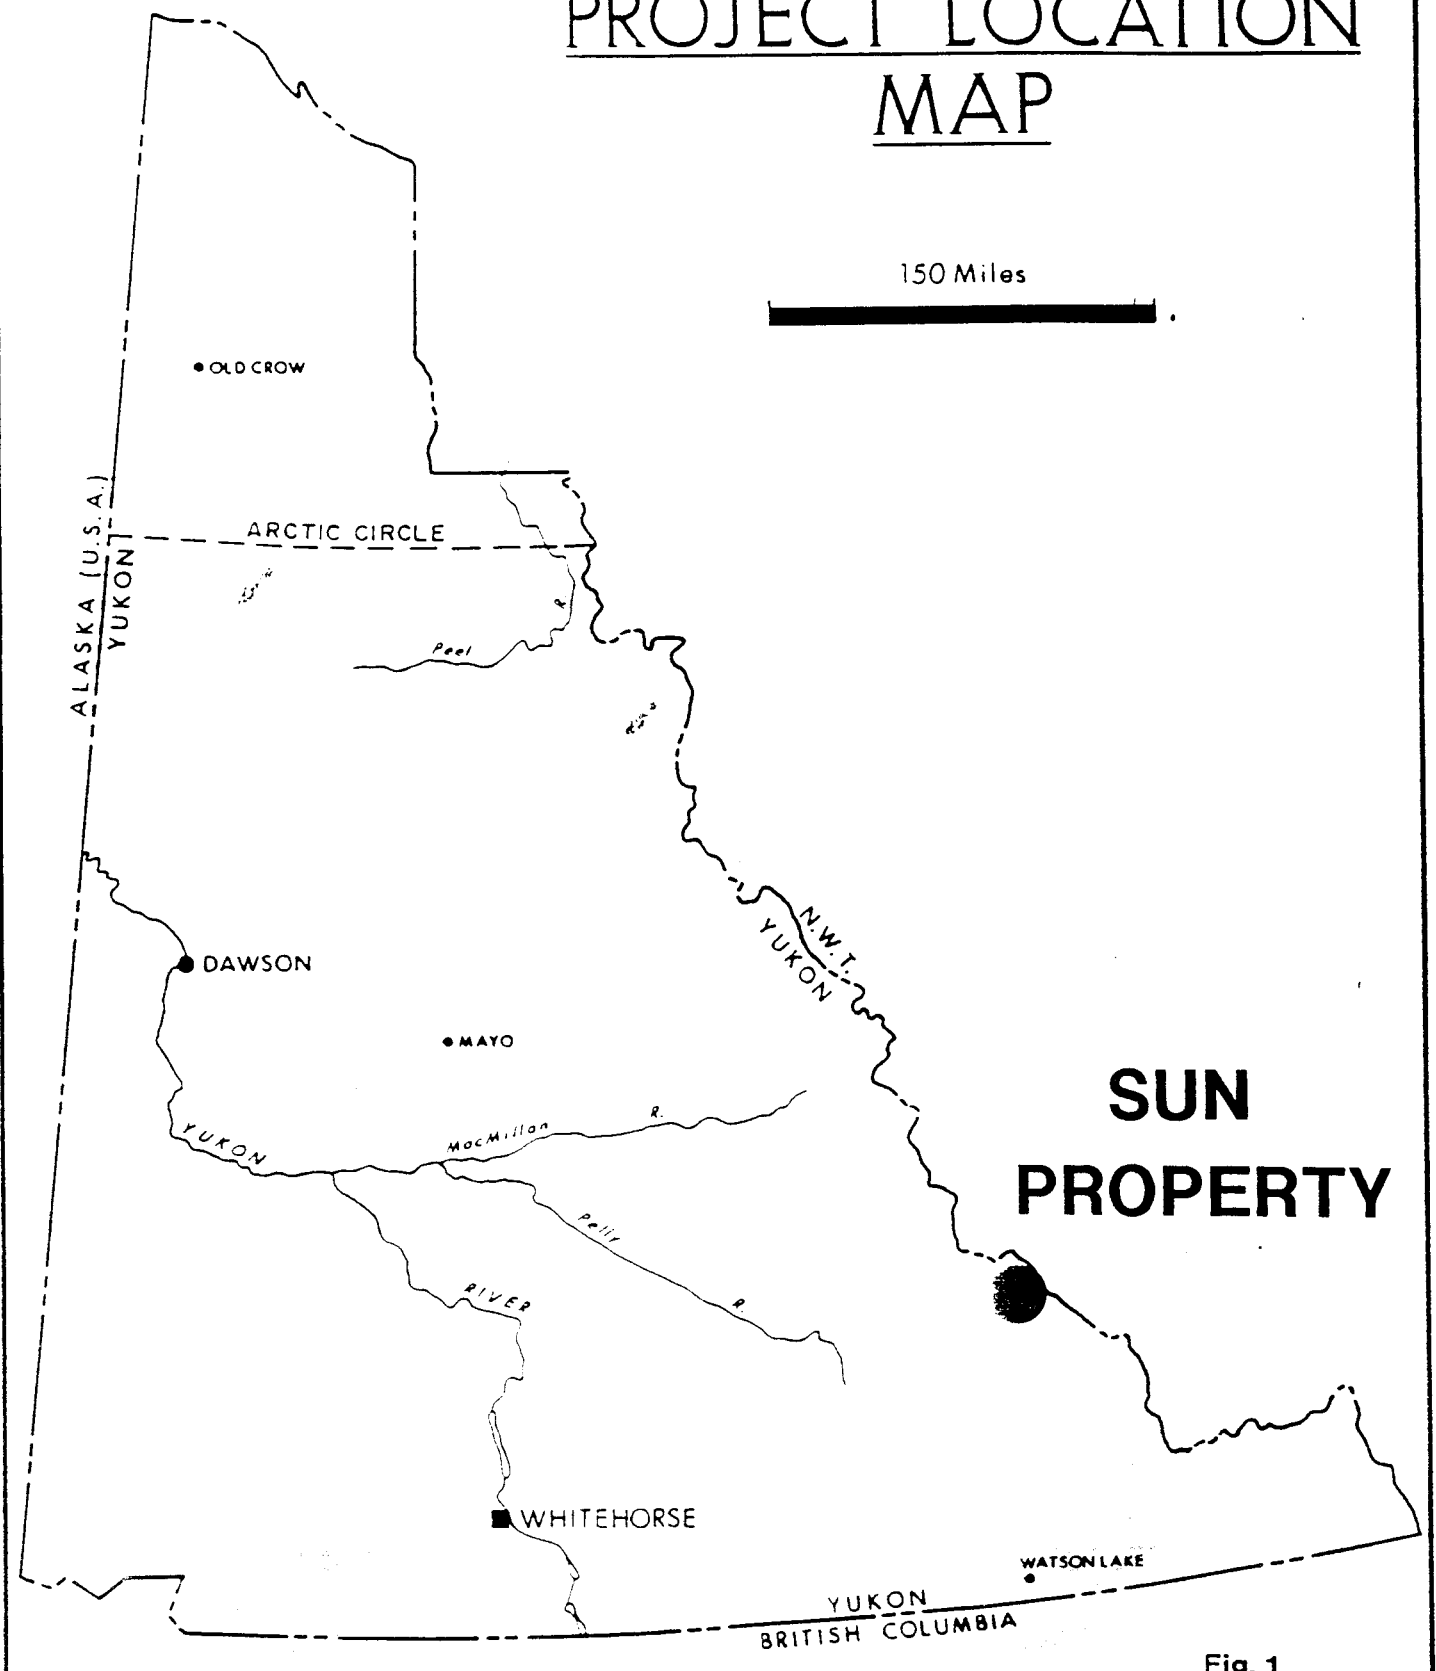 PROJECT LOCATION
MAP
150 Miles
OLD CROW
ALASKA (U.S.A.)
YUKON
ARCTIC CIRCLE
Peel
R
N.W.T.
YUKON
DAWSON
MAYO
SUN
PROPERTY
YUKON
MacMillan
R.
Pelly
R.
RIVER
WHITEHORSE
WATSON LAKE
YUKON
BRITISH COLUMBIA
Fig. 1